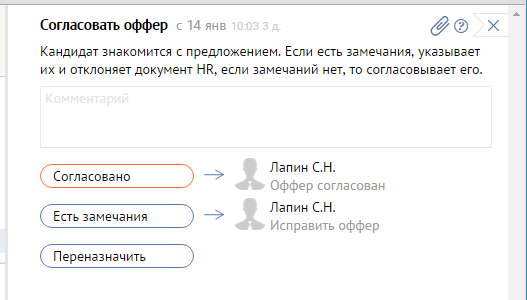 Согласовать оффер с 14 янв 10:03 3 д.
Кандидат знакомится с предложением. Если есть замечания, указывает
их и отклоняет документ HR, если замечаний нет, то согласовывает его.
Комментарий
Согласовано
Лапин С.Н.
Оффер согласован
Есть замечания
Лапин С.Н.
Исправить оффер
Переназначить